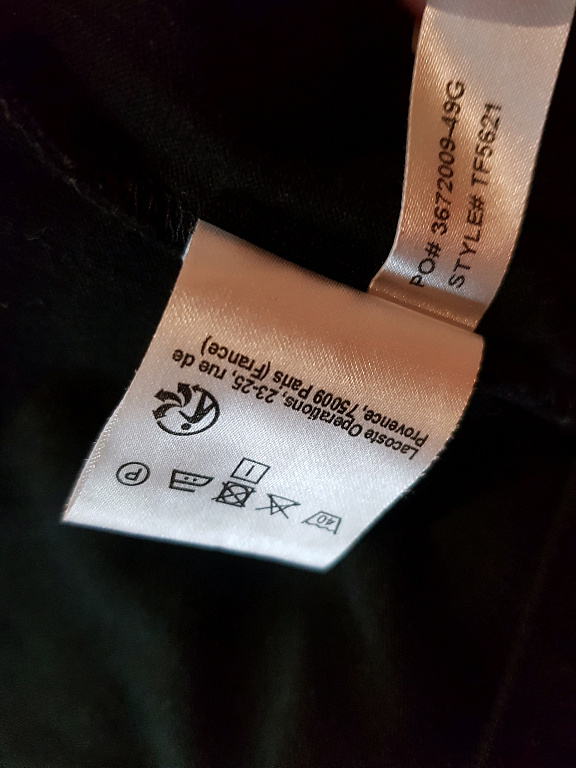 PO# 3672009-49G
STYLE# TF5621
Lacoste Operations, 23-25, rue de
Provence, 75009 Paris (France)
40
P